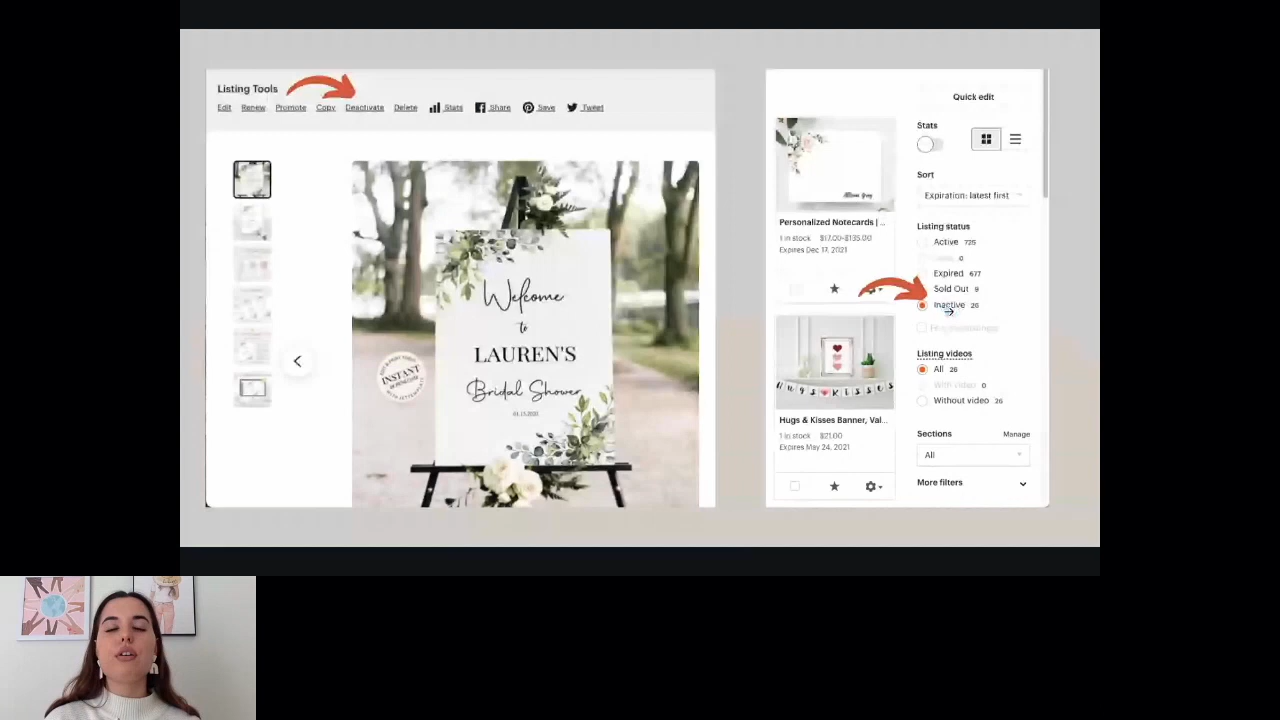 Listing Tools
Edit Renew Promote Copy Deactivate Delete Stats Share Save Tweet
Welcome
to
LAUREN'S
Bridal Shower
INSTANT
Quick edit
Stats
Sort
Expiration: latest first
Listing status
Active 725
0
Expired 677
Sold Out 9
Inactive 26
Listing videos
All 26
With video 0
Without video 26
Sections Manage
All
More filters
Personalized Notecards | ...
1 in stock $17.00-$135.00
Expires Dec 17, 2021
HUGS KISSES
Hugs & Kisses Banner, Val...
1 in stock $21.00
Expires May 24, 2021